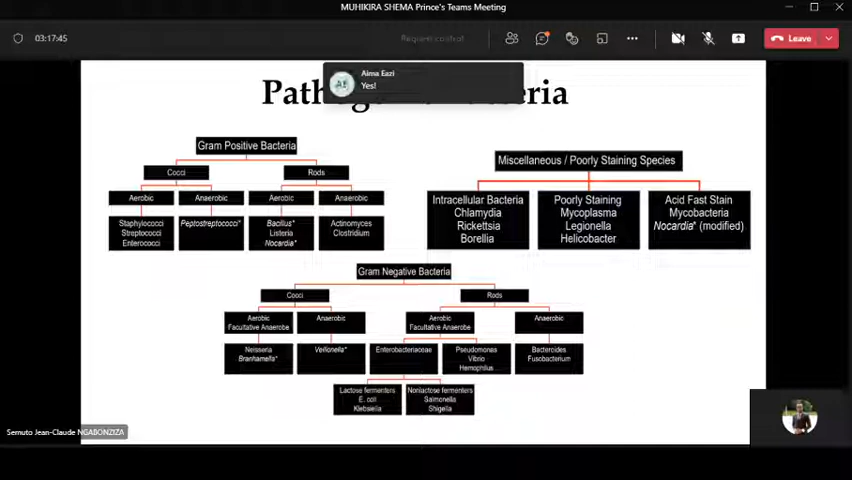 MUHIKIRA SHEMA Prince's Teams Meeting
03:17:45
Request control
Leave
Aima Eazi
Yes!
AE
Gram Positive Bacteria
Cocci
Rods
Aerobic
Anaerobic
Aerobic
Anaerobic
Staphylococci
Streptococci
Enterococci
Peptostreptococci*
Bacillus*
Listeria
Nocardia*
Actinomyces
Clostridium
Miscellaneous / Poorly Staining Species
Intracellular Bacteria
Chlamydia
Rickettsia
Borellia
Poorly Staining
Mycoplasma
Legionella
Helicobacter
Acid Fast Stain
Mycobacteria
Nocardia* (modified)
Gram Negative Bacteria
Cocci
Rods
Aerobic
Facultative Anaerobe
Anaerobic
Aerobic
Facultative Anaerobe
Anaerobic
Neisseria
Branhamella*
Veillonella*
Enterobacteriaceae
Pseudomonas
Vibrio
Hemophilus
Bacteroides
Fusobacterium
Lactose fermenters
E. coli
Klebsiella
Nonlactose fermenters
Salmonella
Shigella
Semuto Jean-Claude NGABONZIZA